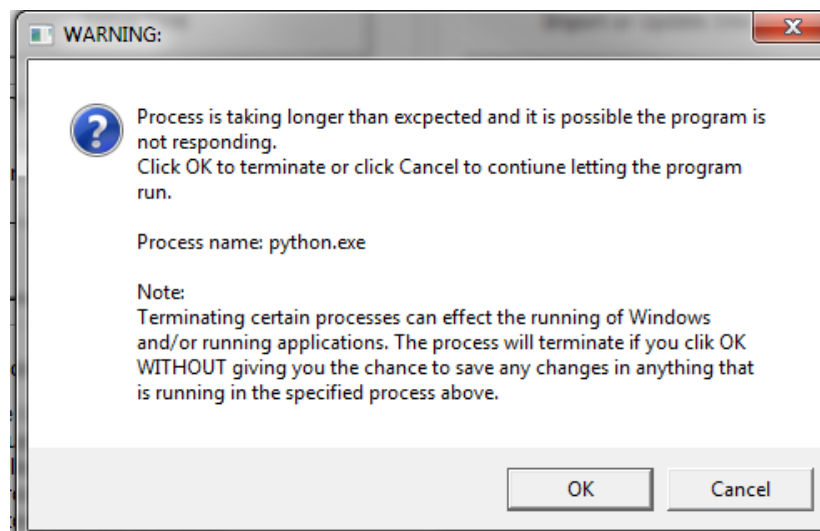 WARNING:
Process is taking longer than excpected and it is possible the program is
not responding.
Click OK to terminate or click Cancel to contiune letting the program
run.
Process name: python.exe
Note:
Terminating certain processes can effect the running of Windows
and/or running applications. The process will terminate if you clik OK
WITHOUT giving you the chance to save any changes in anything that
is running in the specified process above.
OK
Cancel